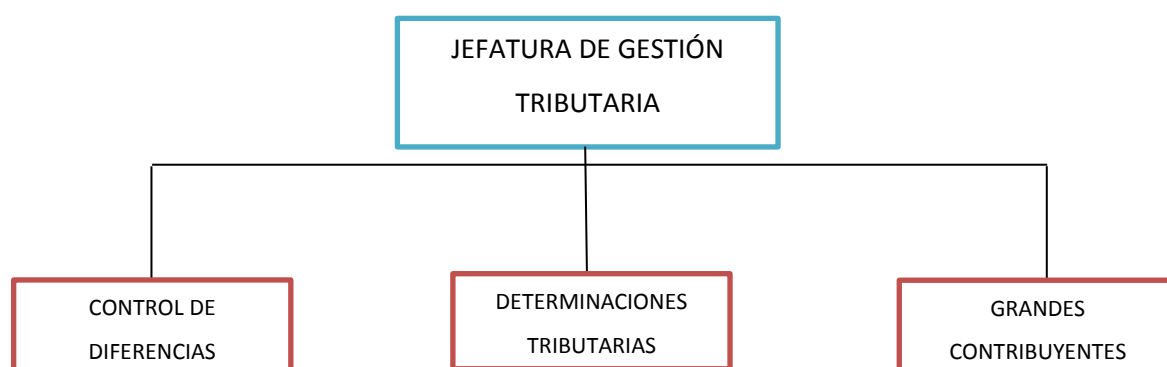 JEFATURA DE GESTIÓN
TRIBUTARIA
CONTROL DE
DIFERENCIAS
DETERMINACIONES
TRIBUTARIAS
GRANDES
CONTRIBUYENTES